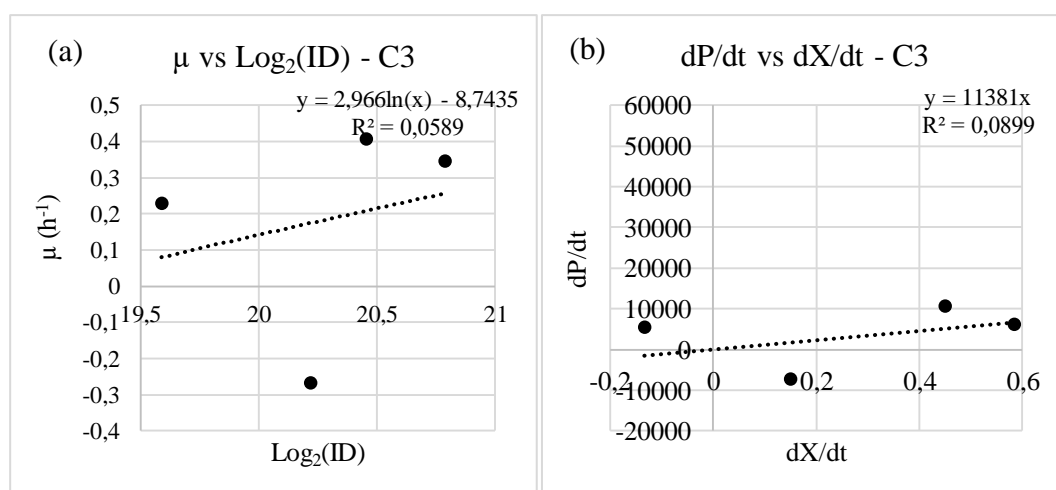 (a)
µ vs Log₂(ID) - C3
y = 2,966ln(x) - 8,7435
R² = 0,0589
0,5
0,4
0,3
0,2
0,1
0
-0,1
-0,2
-0,3
-0,4
19,5 20 20,5 21
µ (h⁻¹)
Log₂(ID)
(b)
dP/dt vs dX/dt - C3
y = 11381x
R² = 0,0899
60000
50000
40000
30000
20000
10000
0
-10000
-20000
-0,2 0 0,2 0,4 0,6
dP/dt
dX/dt